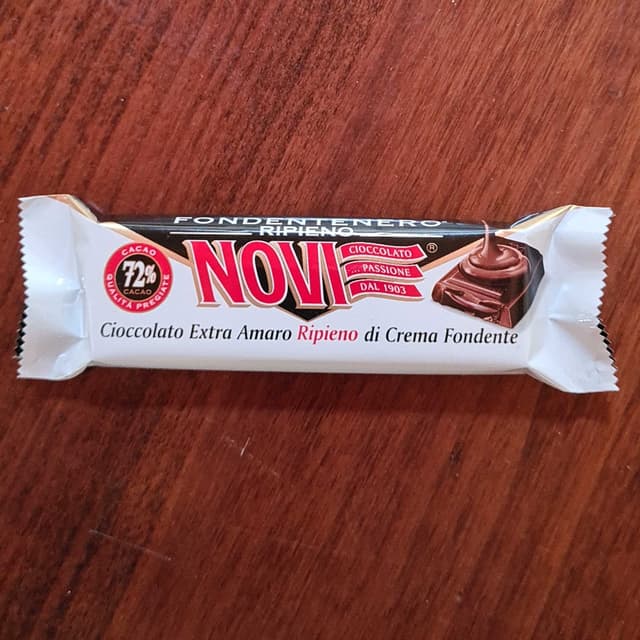 FONDENTENERO
RIPIENO
CACAO
72%
CACAO
QUALITÀ PREGIATE
NOVI
CIOCCOLATO
... PASSIONE
DAL 1903
®
Cioccolato Extra Amaro Ripieno di Crema Fondente